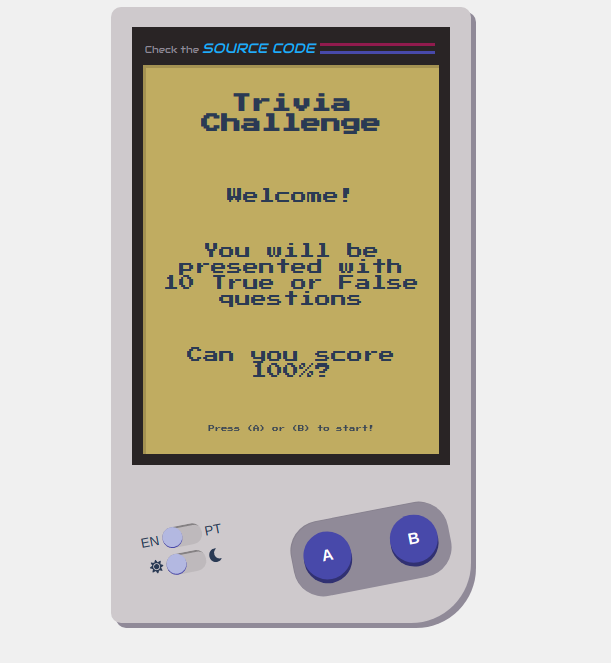 Check the SOURCE CODE
Trivia
Challenge
Welcome!
You will be
presented with
10 True or False
questions
Can you score
100%?
Press (A) or (B) to start!
EN PT
A B